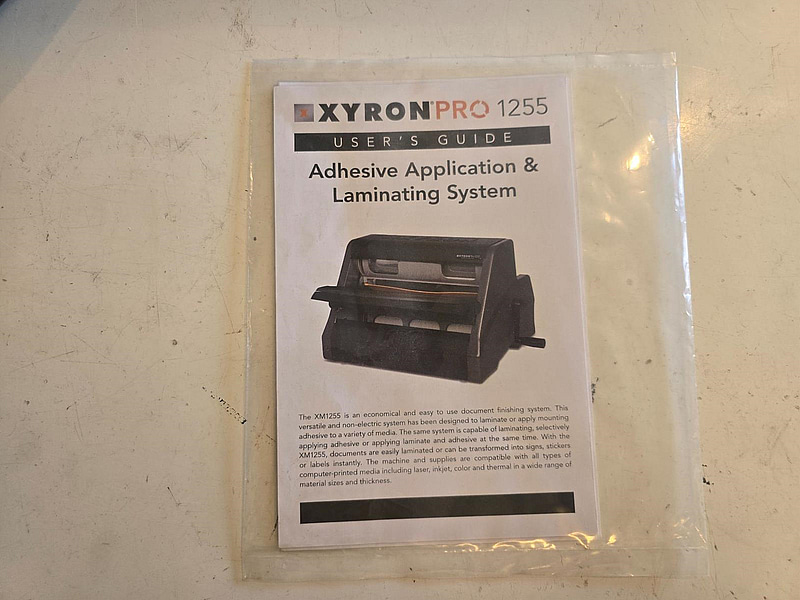 XYRON PRO 1255
USER'S GUIDE
Adhesive Application &
Laminating System
The XM1255 is an economical and easy to use document finishing system. This
versatile and non-electric system has been designed to laminate or apply mounting
adhesive to a variety of media. The same system is capable of laminating, selectively
applying adhesive or applying laminate and adhesive at the same time. With the
XM1255, documents are easily laminated or can be transformed into signs, stickers
or labels instantly. The machine and supplies are compatible with all types of
computer-printed media including laser, inkjet, color and thermal in a wide range of
material sizes and thickness.